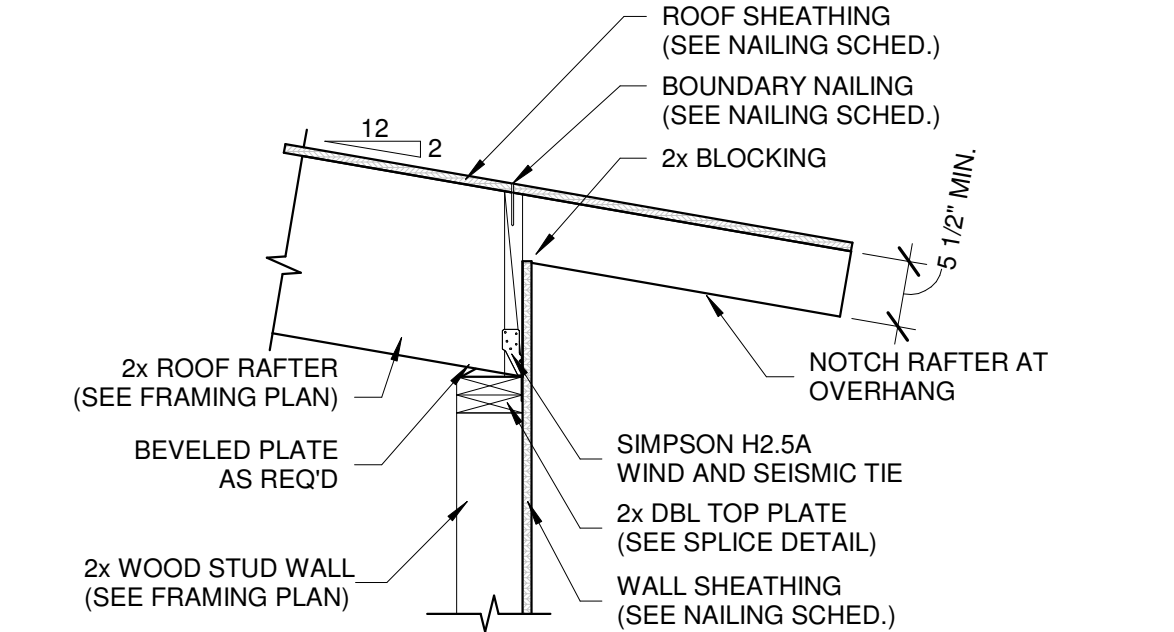 ROOF SHEATHING
(SEE NAILING SCHED.)
BOUNDARY NAILING
(SEE NAILING SCHED.)
2x BLOCKING
12
2
5 1/2" MIN.
NOTCH RAFTER AT
OVERHANG
2x ROOF RAFTER
(SEE FRAMING PLAN)
BEVELED PLATE
AS REQ'D
2x WOOD STUD WALL
(SEE FRAMING PLAN)
SIMPSON H2.5A
WIND AND SEISMIC TIE
2x DBL TOP PLATE
(SEE SPLICE DETAIL)
WALL SHEATHING
(SEE NAILING SCHED.)